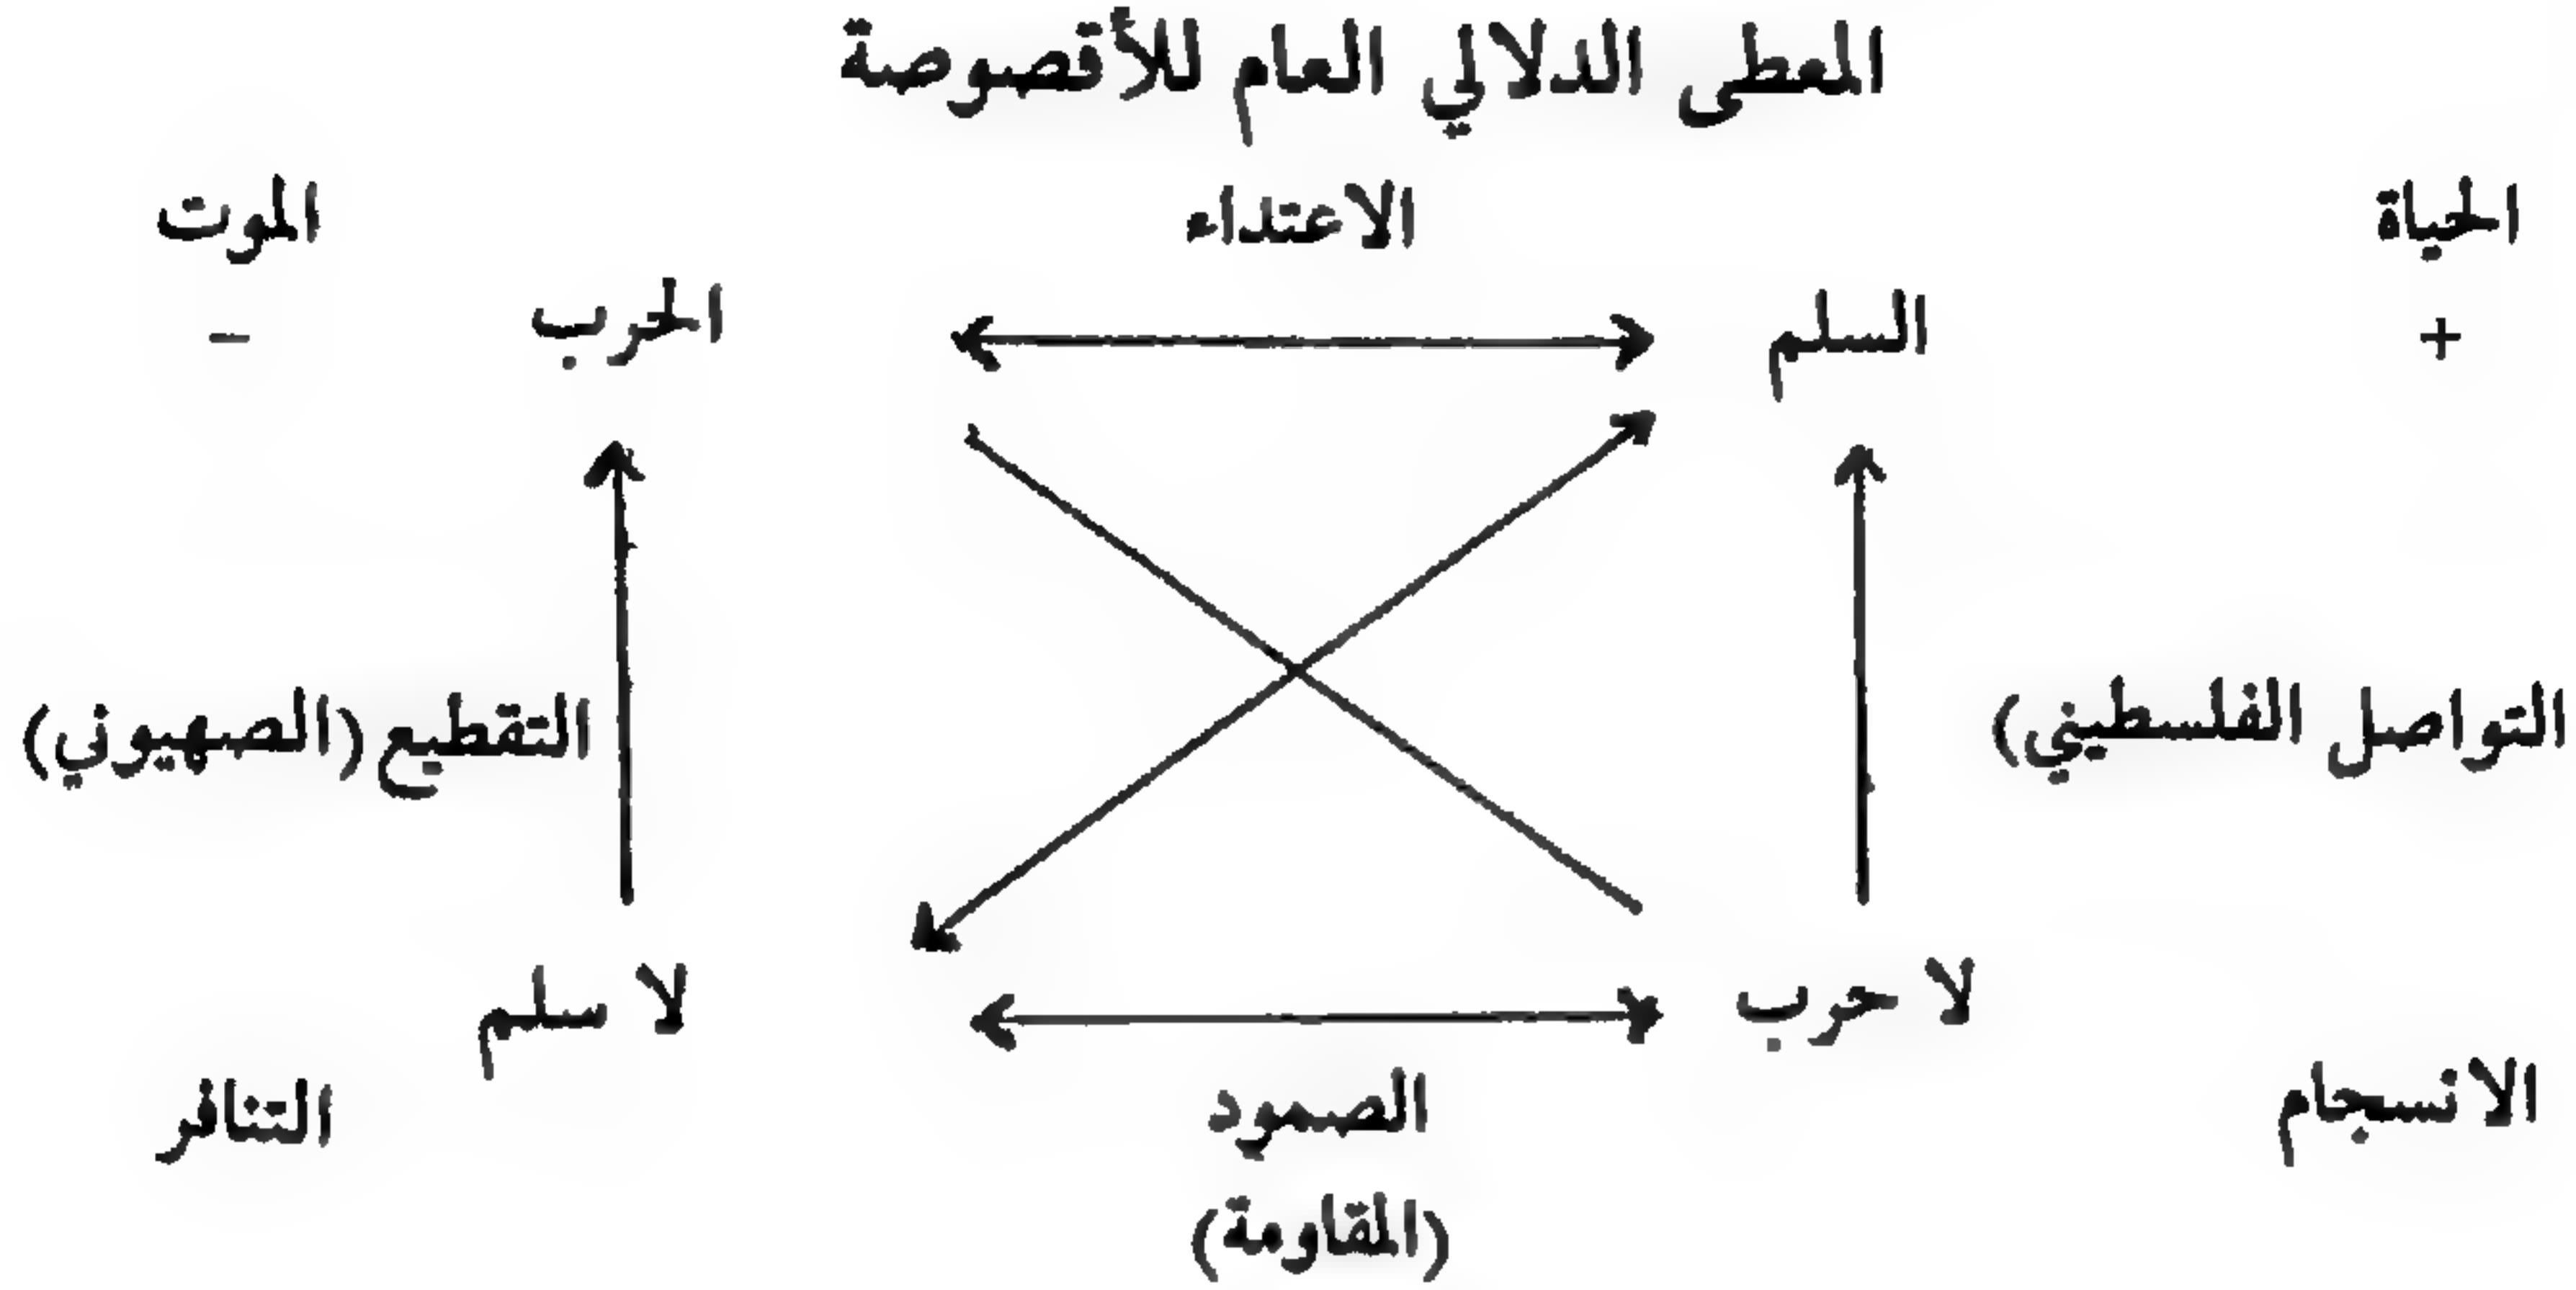 المعطى الدلالي العام للأقصوصة
الحياة
الاعتداء
الموت
+
السلم
الحرب
–
التواصل الفلسطيني)
التقطيع (الصهيوني)
لا حرب
لا سلم
الانسجام
الصمود
التنافر
(المقاومة)